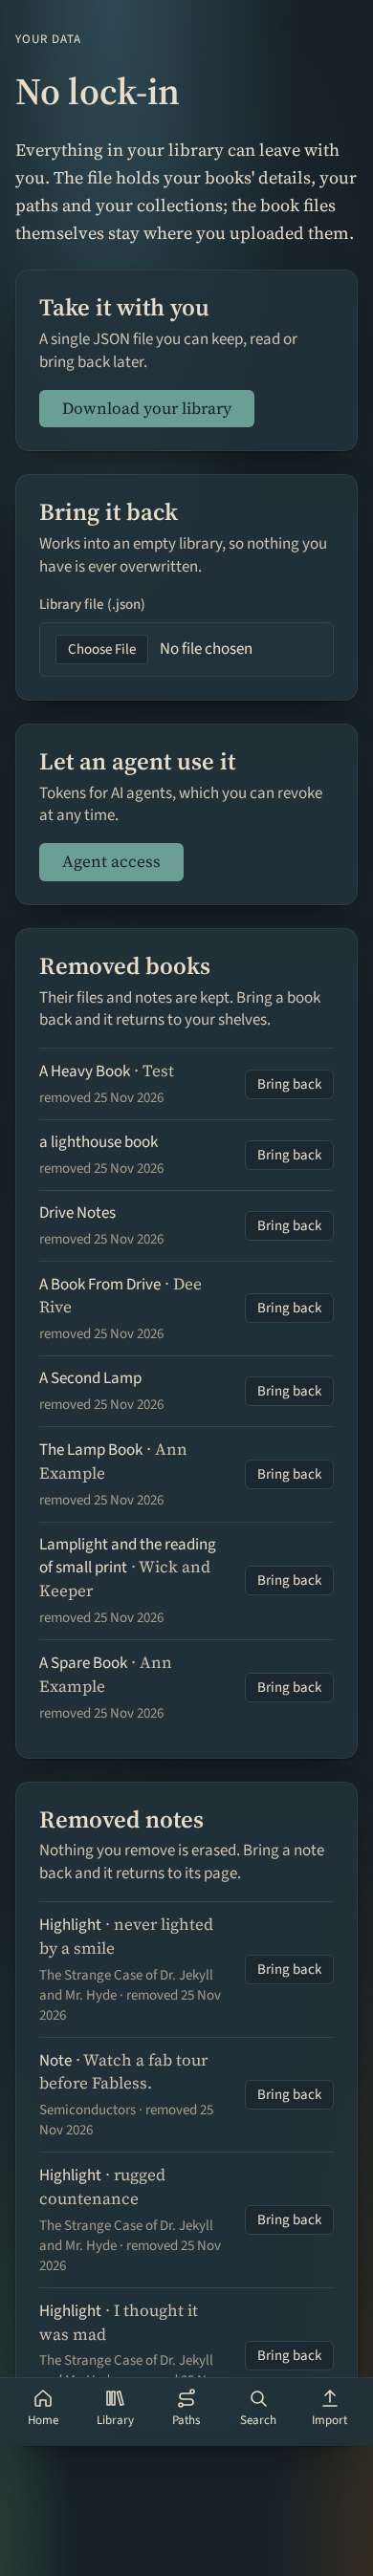 YOUR DATA
No lock-in
Everything in your library can leave with
you. The file holds your books' details, your
paths and your collections; the book files
themselves stay where you uploaded them.
Take it with you
A single JSON file you can keep, read or
bring back later.
Download your library
Bring it back
Works into an empty library, so nothing you
have is ever overwritten.
Library file (.json)
Choose File No file chosen
Let an agent use it
Tokens for AI agents, which you can revoke
at any time.
Agent access
Removed books
Their files and notes are kept. Bring a book
back and it returns to your shelves.
A Heavy Book · Test
removed 25 Nov 2026
Bring back
a lighthouse book
removed 25 Nov 2026
Bring back
Drive Notes
removed 25 Nov 2026
Bring back
A Book From Drive · Dee
Rive
removed 25 Nov 2026
Bring back
A Second Lamp
removed 25 Nov 2026
Bring back
The Lamp Book · Ann
Example
removed 25 Nov 2026
Bring back
Lamplight and the reading
of small print · Wick and
Keeper
removed 25 Nov 2026
Bring back
A Spare Book · Ann
Example
removed 25 Nov 2026
Bring back
Removed notes
Nothing you remove is erased. Bring a note
back and it returns to its page.
Highlight · never lighted
by a smile
The Strange Case of Dr. Jekyll
and Mr. Hyde · removed 25 Nov
2026
Bring back
Note · Watch a fab tour
before Fabless.
Semiconductors · removed 25
Nov 2026
Bring back
Highlight · rugged
countenance
The Strange Case of Dr. Jekyll
and Mr. Hyde · removed 25 Nov
2026
Bring back
Highlight · I thought it
was mad
The Strange Case of Dr. Jekyll
Bring back
Home
Library
Paths
Search
Import